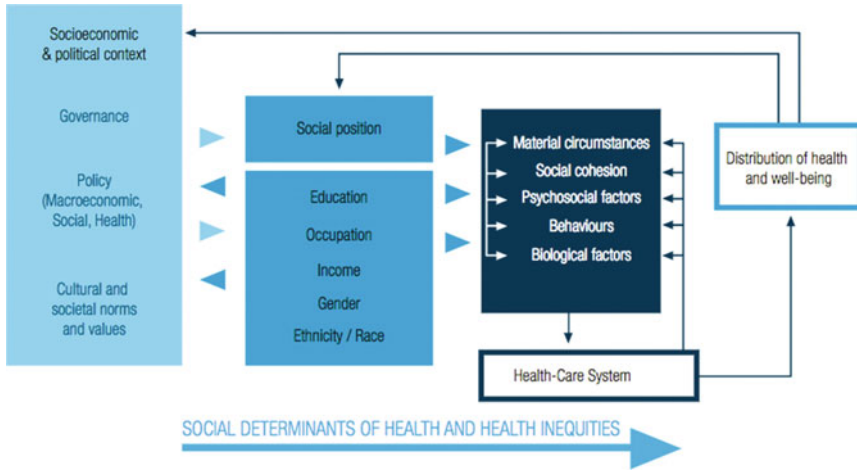 Socioeconomic
& political context
Governance
Policy
(Macroeconomic,
Social, Health)
Cultural and
societal norms
and values
Social position
Education
Occupation
Income
Gender
Ethnicity / Race
Material circumstances
Social cohesion
Psychosocial factors
Behaviours
Biological factors
Health-Care System
Distribution of health
and well-being
SOCIAL DETERMINANTS OF HEALTH AND HEALTH INEQUITIES